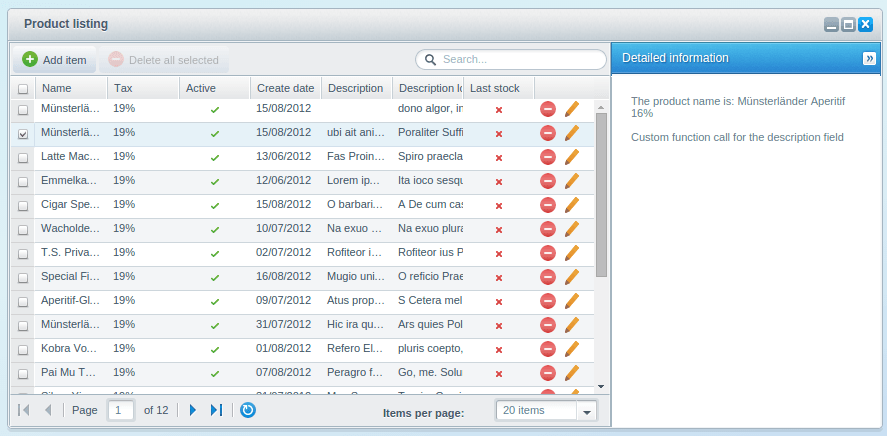 Product listing
Add item Delete all selected Search...
Name Tax Active Create date Description Description lo Last stock
Münsterlä... 19% 15/08/2012 dono algor, in
Münsterlä... 19% 15/08/2012 ubi ait ani... Poraliter Suffi
Latte Mac... 19% 13/06/2012 Fas Proin... Spiro praecla
Emmelka... 19% 12/06/2012 Lorem ip... Ita ioco sesqu
Cigar Spe... 19% 15/08/2012 O barbari... A De cum cas
Wacholde... 19% 10/07/2012 Na exuo ... Na exuo plura
T.S. Priva... 19% 02/07/2012 Rofiteor i... Rofiteor ius P
Special Fi... 19% 16/08/2012 Mugio uni... O reficio Prae
Aperitif-Gl... 19% 09/07/2012 Atus prop... S Cetera mel
Münsterlä... 19% 31/07/2012 Hic ira qu... Ars quies Pol
Kobra Vo... 19% 01/08/2012 Refero El... pluris coepto,
Pai Mu T... 19% 07/08/2012 Peragro f... Go, me. Solu
Page 1 of 12 Items per page: 20 items
Detailed information
The product name is: Münsterländer Aperitif
16%
Custom function call for the description field